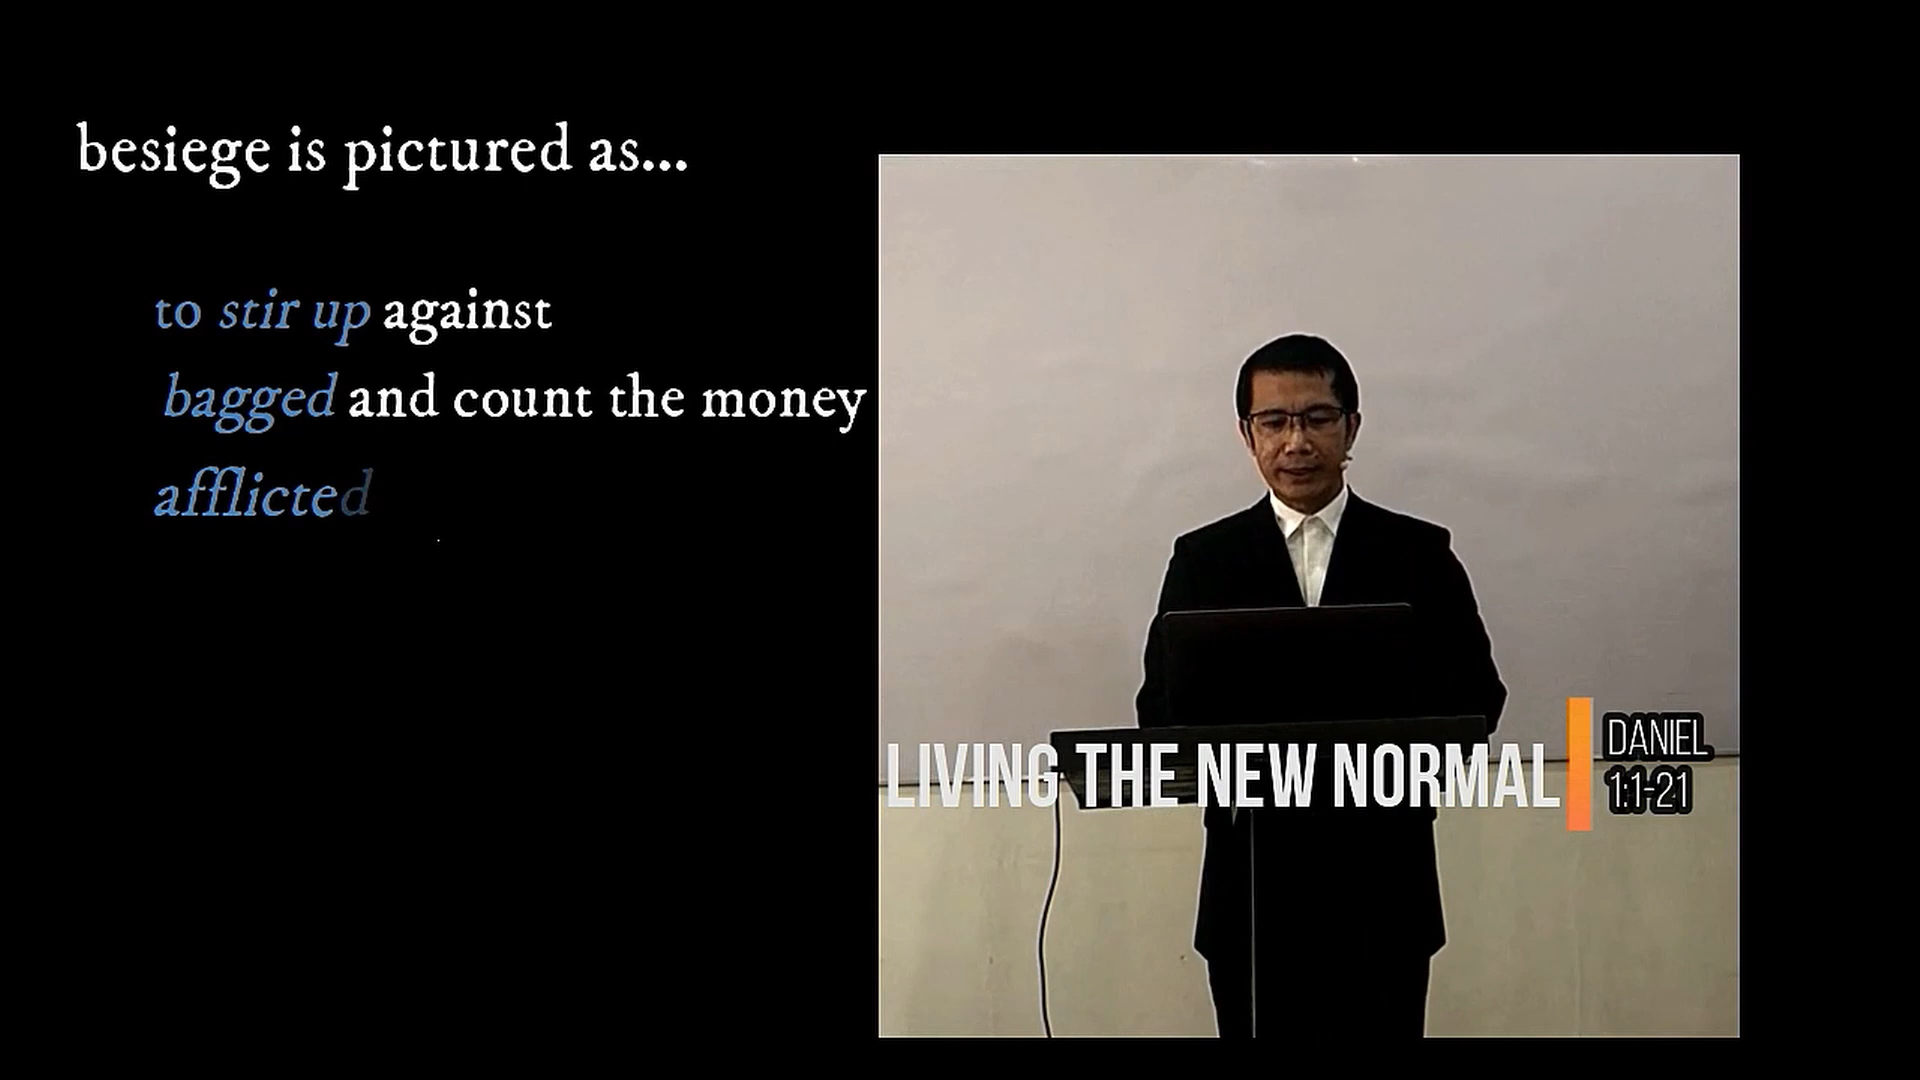 besiege is pictured as...
to stir up against
bagged and count the money
afflicted
LIVING THE NEW NORMAL
DANIEL
1:1-21